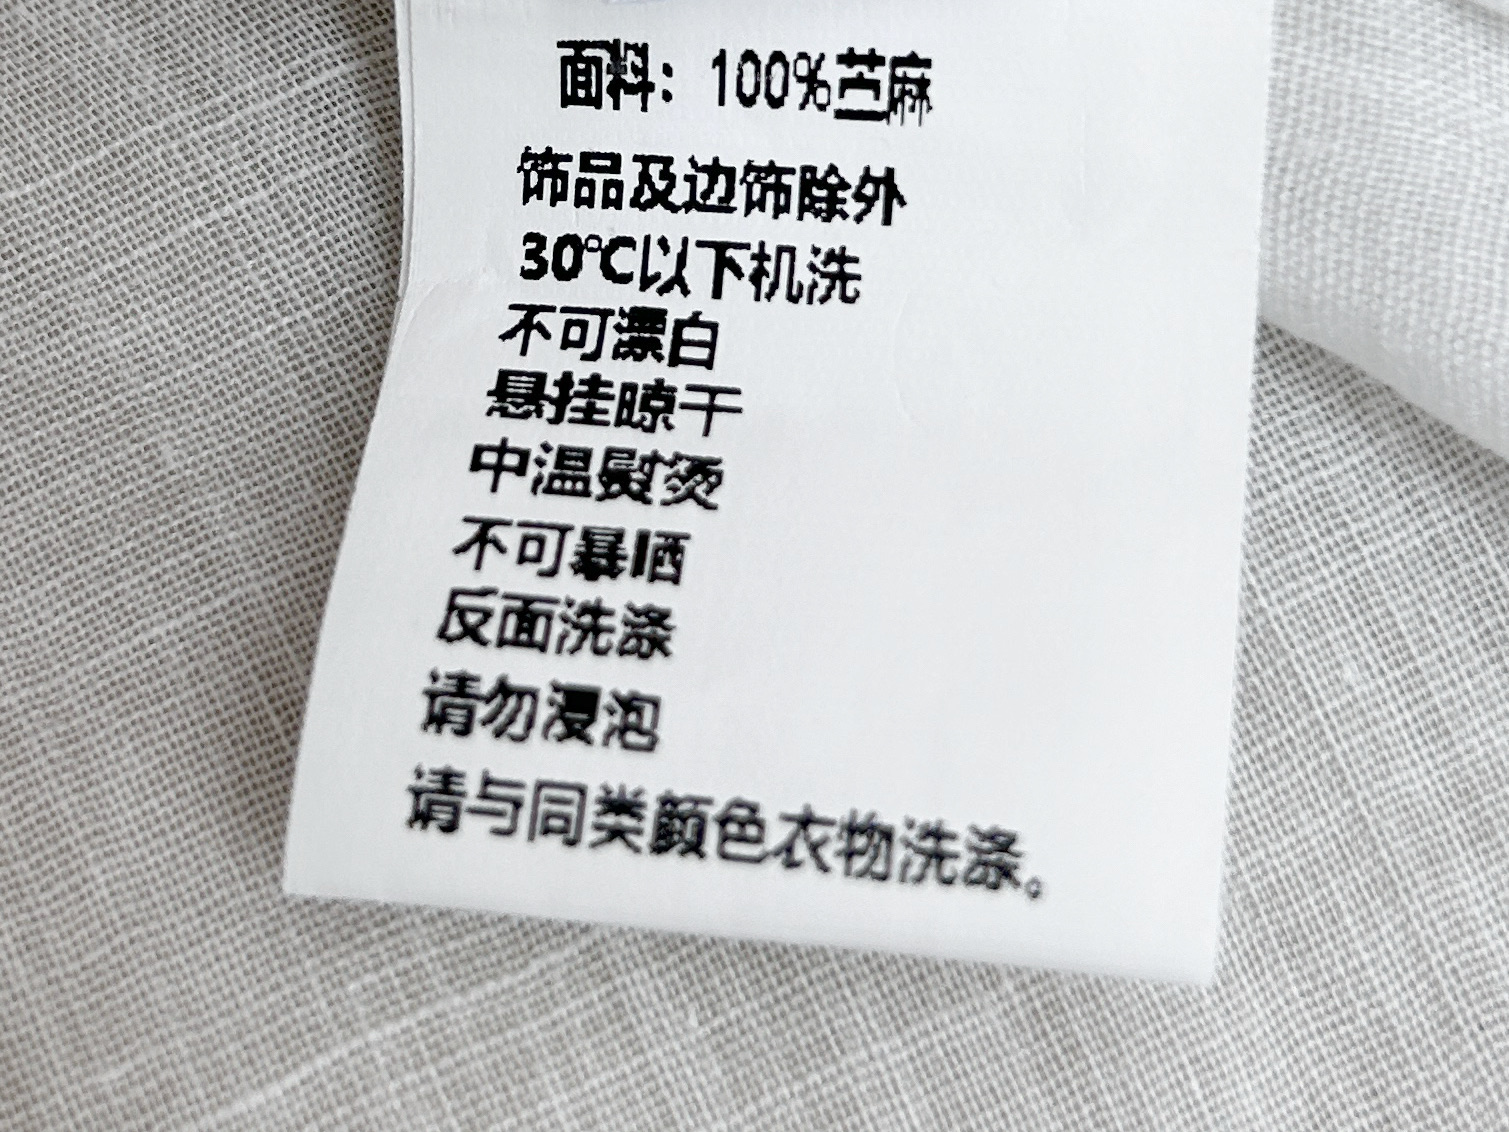 面料：100%苎麻
饰品及边饰除外
30℃以下机洗
不可漂白
悬挂晾干
中温熨烫
不可暴晒
反面洗涤
请勿浸泡
请与同类颜色衣物洗涤。